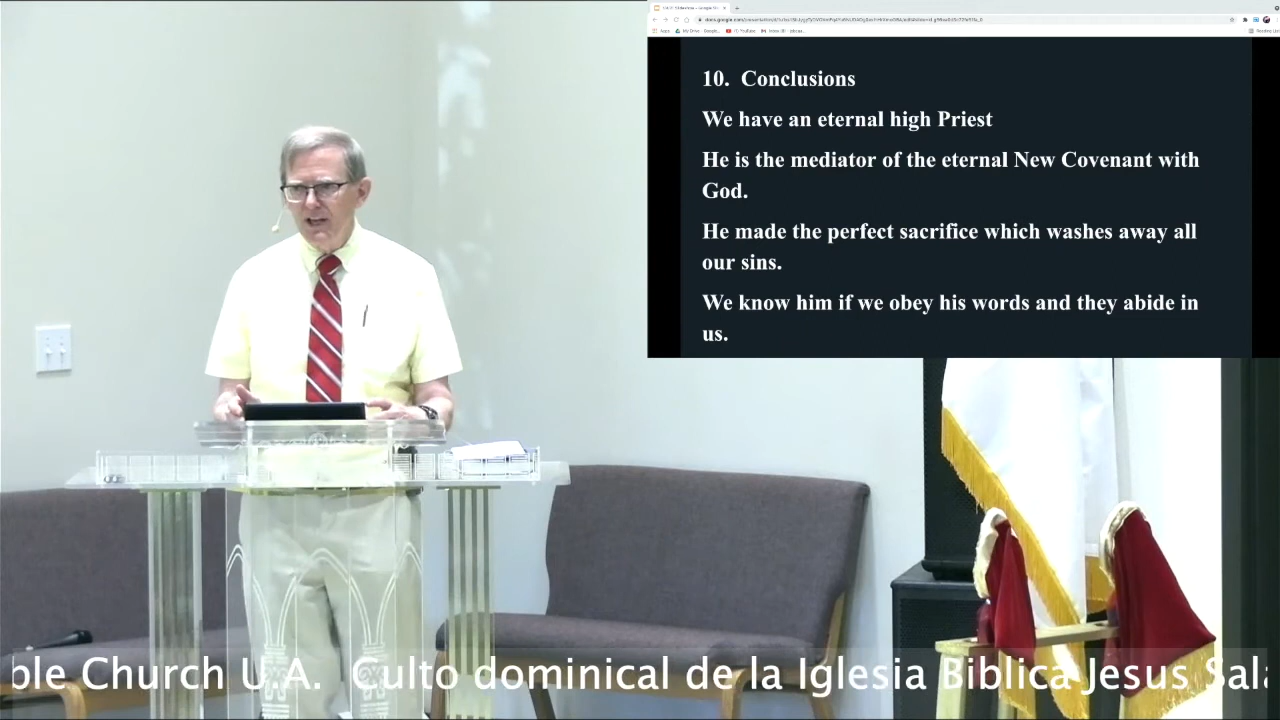 10. Conclusions
We have an eternal high Priest
He is the mediator of the eternal New Covenant with
God.
He made the perfect sacrifice which washes away all
our sins.
We know him if we obey his words and they abide in
us.
ble Church U.A. Culto dominical de la Iglesia Biblica Jesus Sala